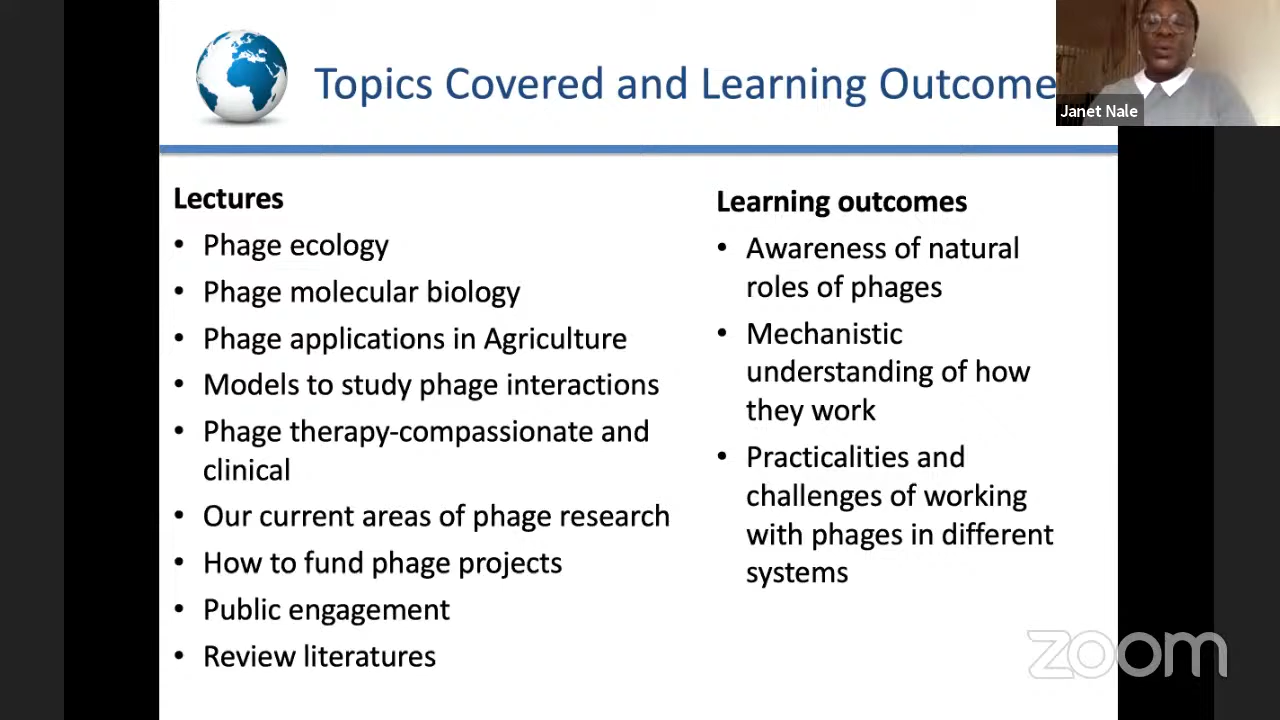 Topics Covered and Learning Outcome
Janet Nale
Lectures
• Phage ecology
• Phage molecular biology
• Phage applications in Agriculture
• Models to study phage interactions
• Phage therapy-compassionate and
clinical
• Our current areas of phage research
• How to fund phage projects
• Public engagement
• Review literatures
Learning outcomes
• Awareness of natural
roles of phages
• Mechanistic
understanding of how
they work
• Practicalities and
challenges of working
with phages in different
systems
zoom